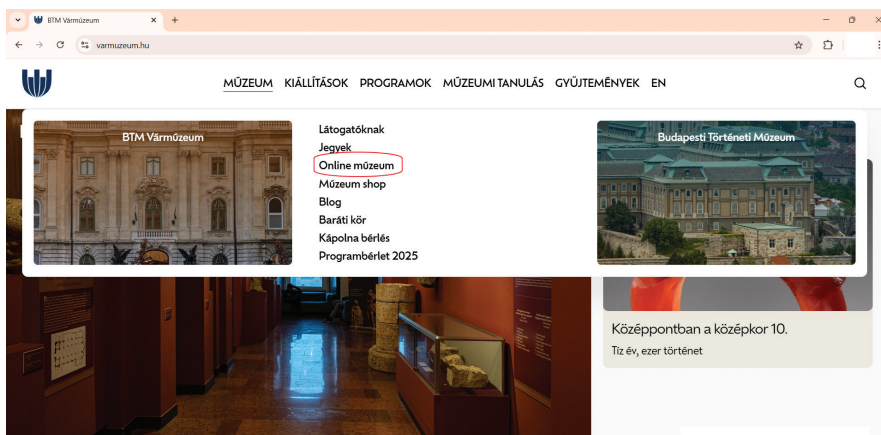 BTM Vármúzeum
varmuzeum.hu
MÚZEUM KIÁLLÍTÁSOK PROGRAMOK MÚZEUMI TANULÁS GYŰJTEMÉNYEK EN
BTM Vármúzeum
Látogatóknak
Jegyek
Online múzeum
Múzeum shop
Blog
Baráti kör
Kápolna bérlés
Programbérlet 2025
Budapesti Történeti Múzeum
Középpontban a középkor 10.
Tíz év, ezer történet